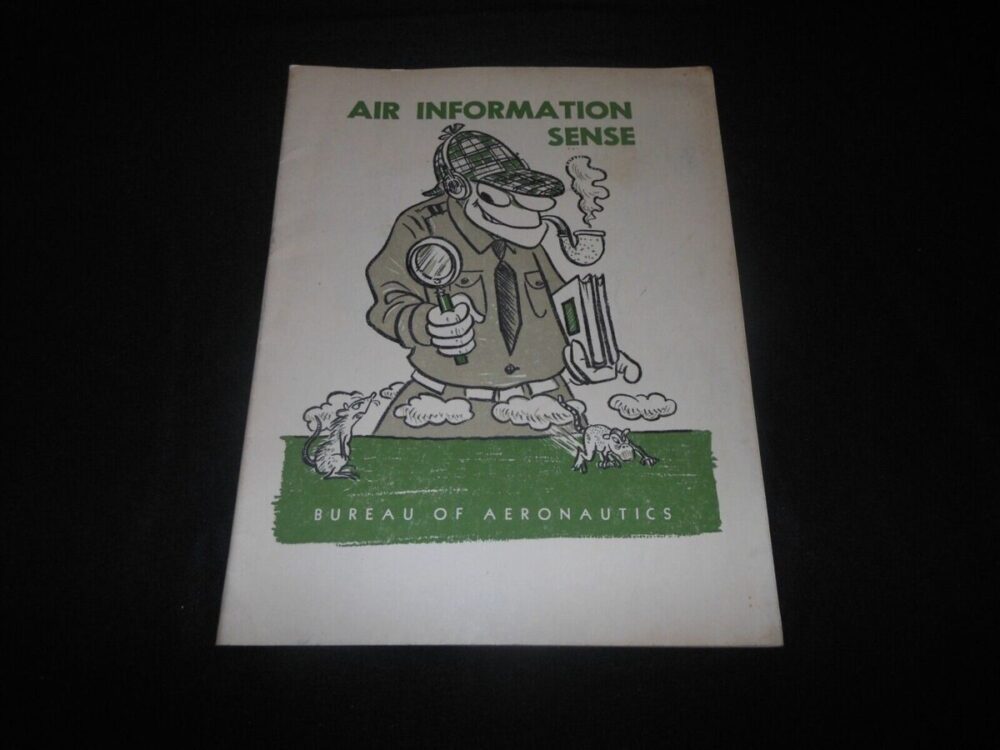 AIR INFORMATION
SENSE
BUREAU OF AERONAUTICS